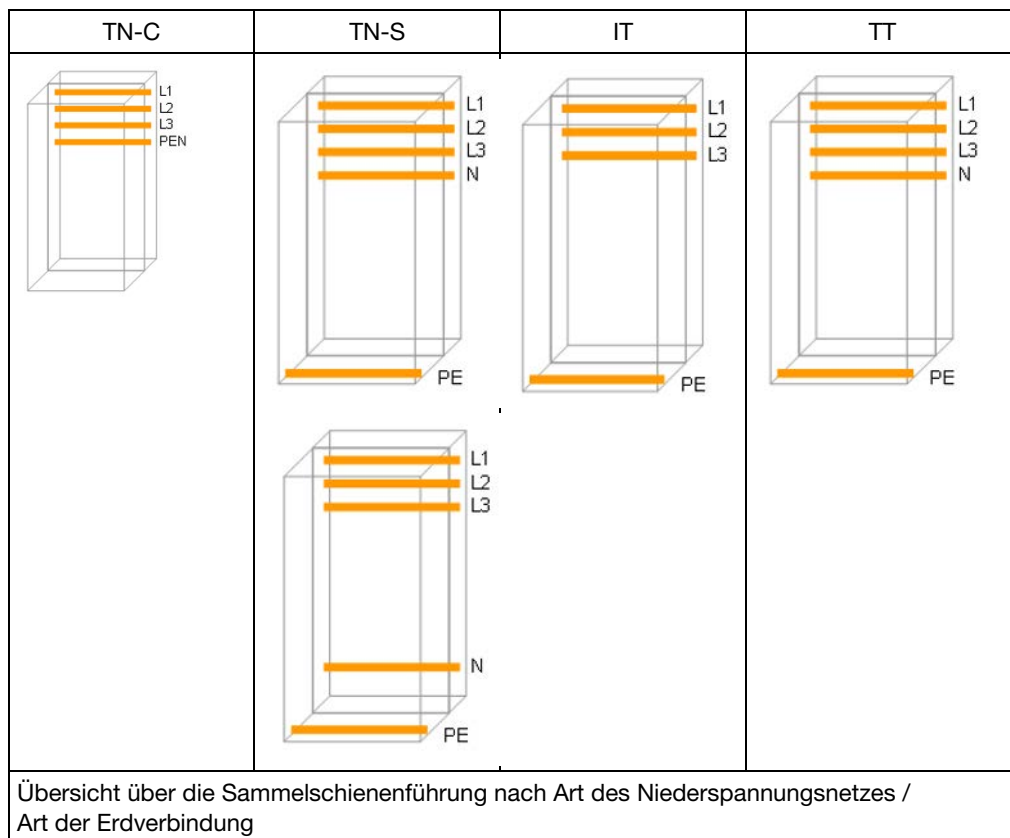 TN-C
TN-S
IT
TT
L1
L2
L3
PEN
L1
L2
L3
N
PE
L1
L2
L3
PE
L1
L2
L3
N
PE
L1
L2
L3
N
PE
Übersicht über die Sammelschienenführung nach Art des Niederspannungsnetzes /
Art der Erdverbindung